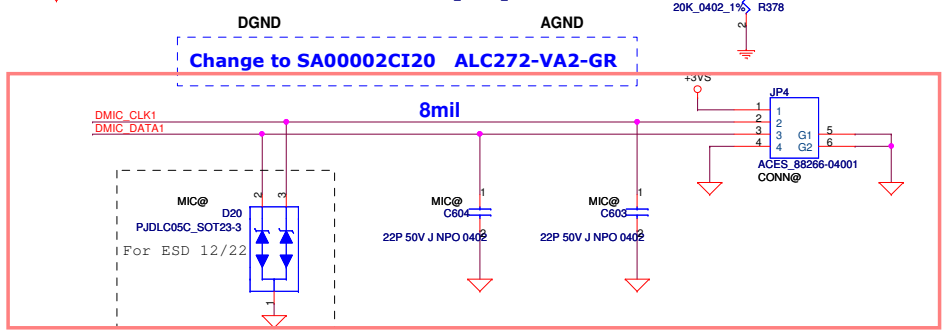 DGND
AGND
20K_0402_1%
R378
2
Change to SA00002CI20 ALC272-VA2-GR
+3VS
JP4
DMIC_CLK1
8mil
1 1
2 2
DMIC_DATA1
3 3 G1 5
4 4 G2 6
ACES_88266-04001
CONN@
2 3
1 1
MIC@
D20
PJDLC05C_SOT23-3
MIC@
C604
MIC@
C603
2 2
22P 50V J NPO 0402
22P 50V J NPO 0402
For ESD 12/22
1